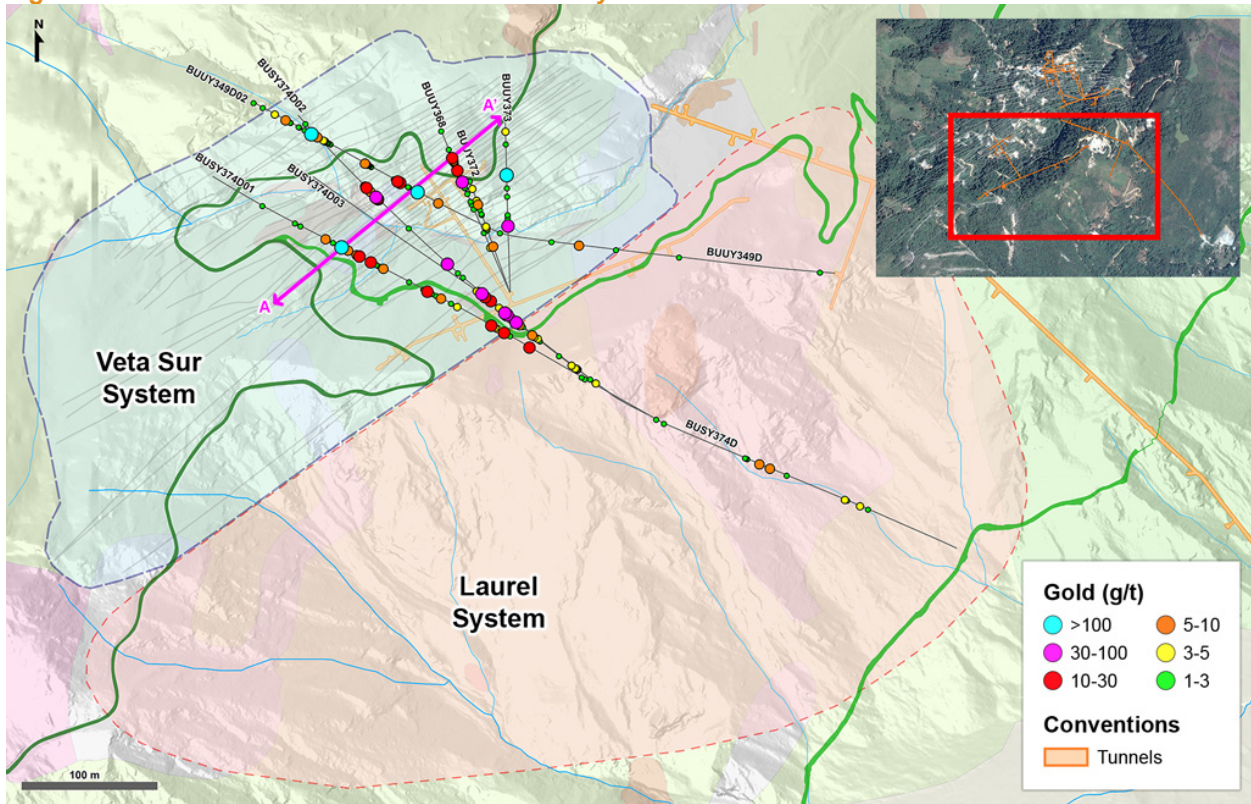 N
BUUY349D02
BUSY374D02
BUUY368
BUUY372
BUUY373
A'
BUSY374D01
BUSY374D03
BUUY349D
A
Veta Sur
System
BUSY374D
Laurel
System
100 m
Gold (g/t)
>100
5-10
30-100
3-5
10-30
1-3
Conventions
Tunnels